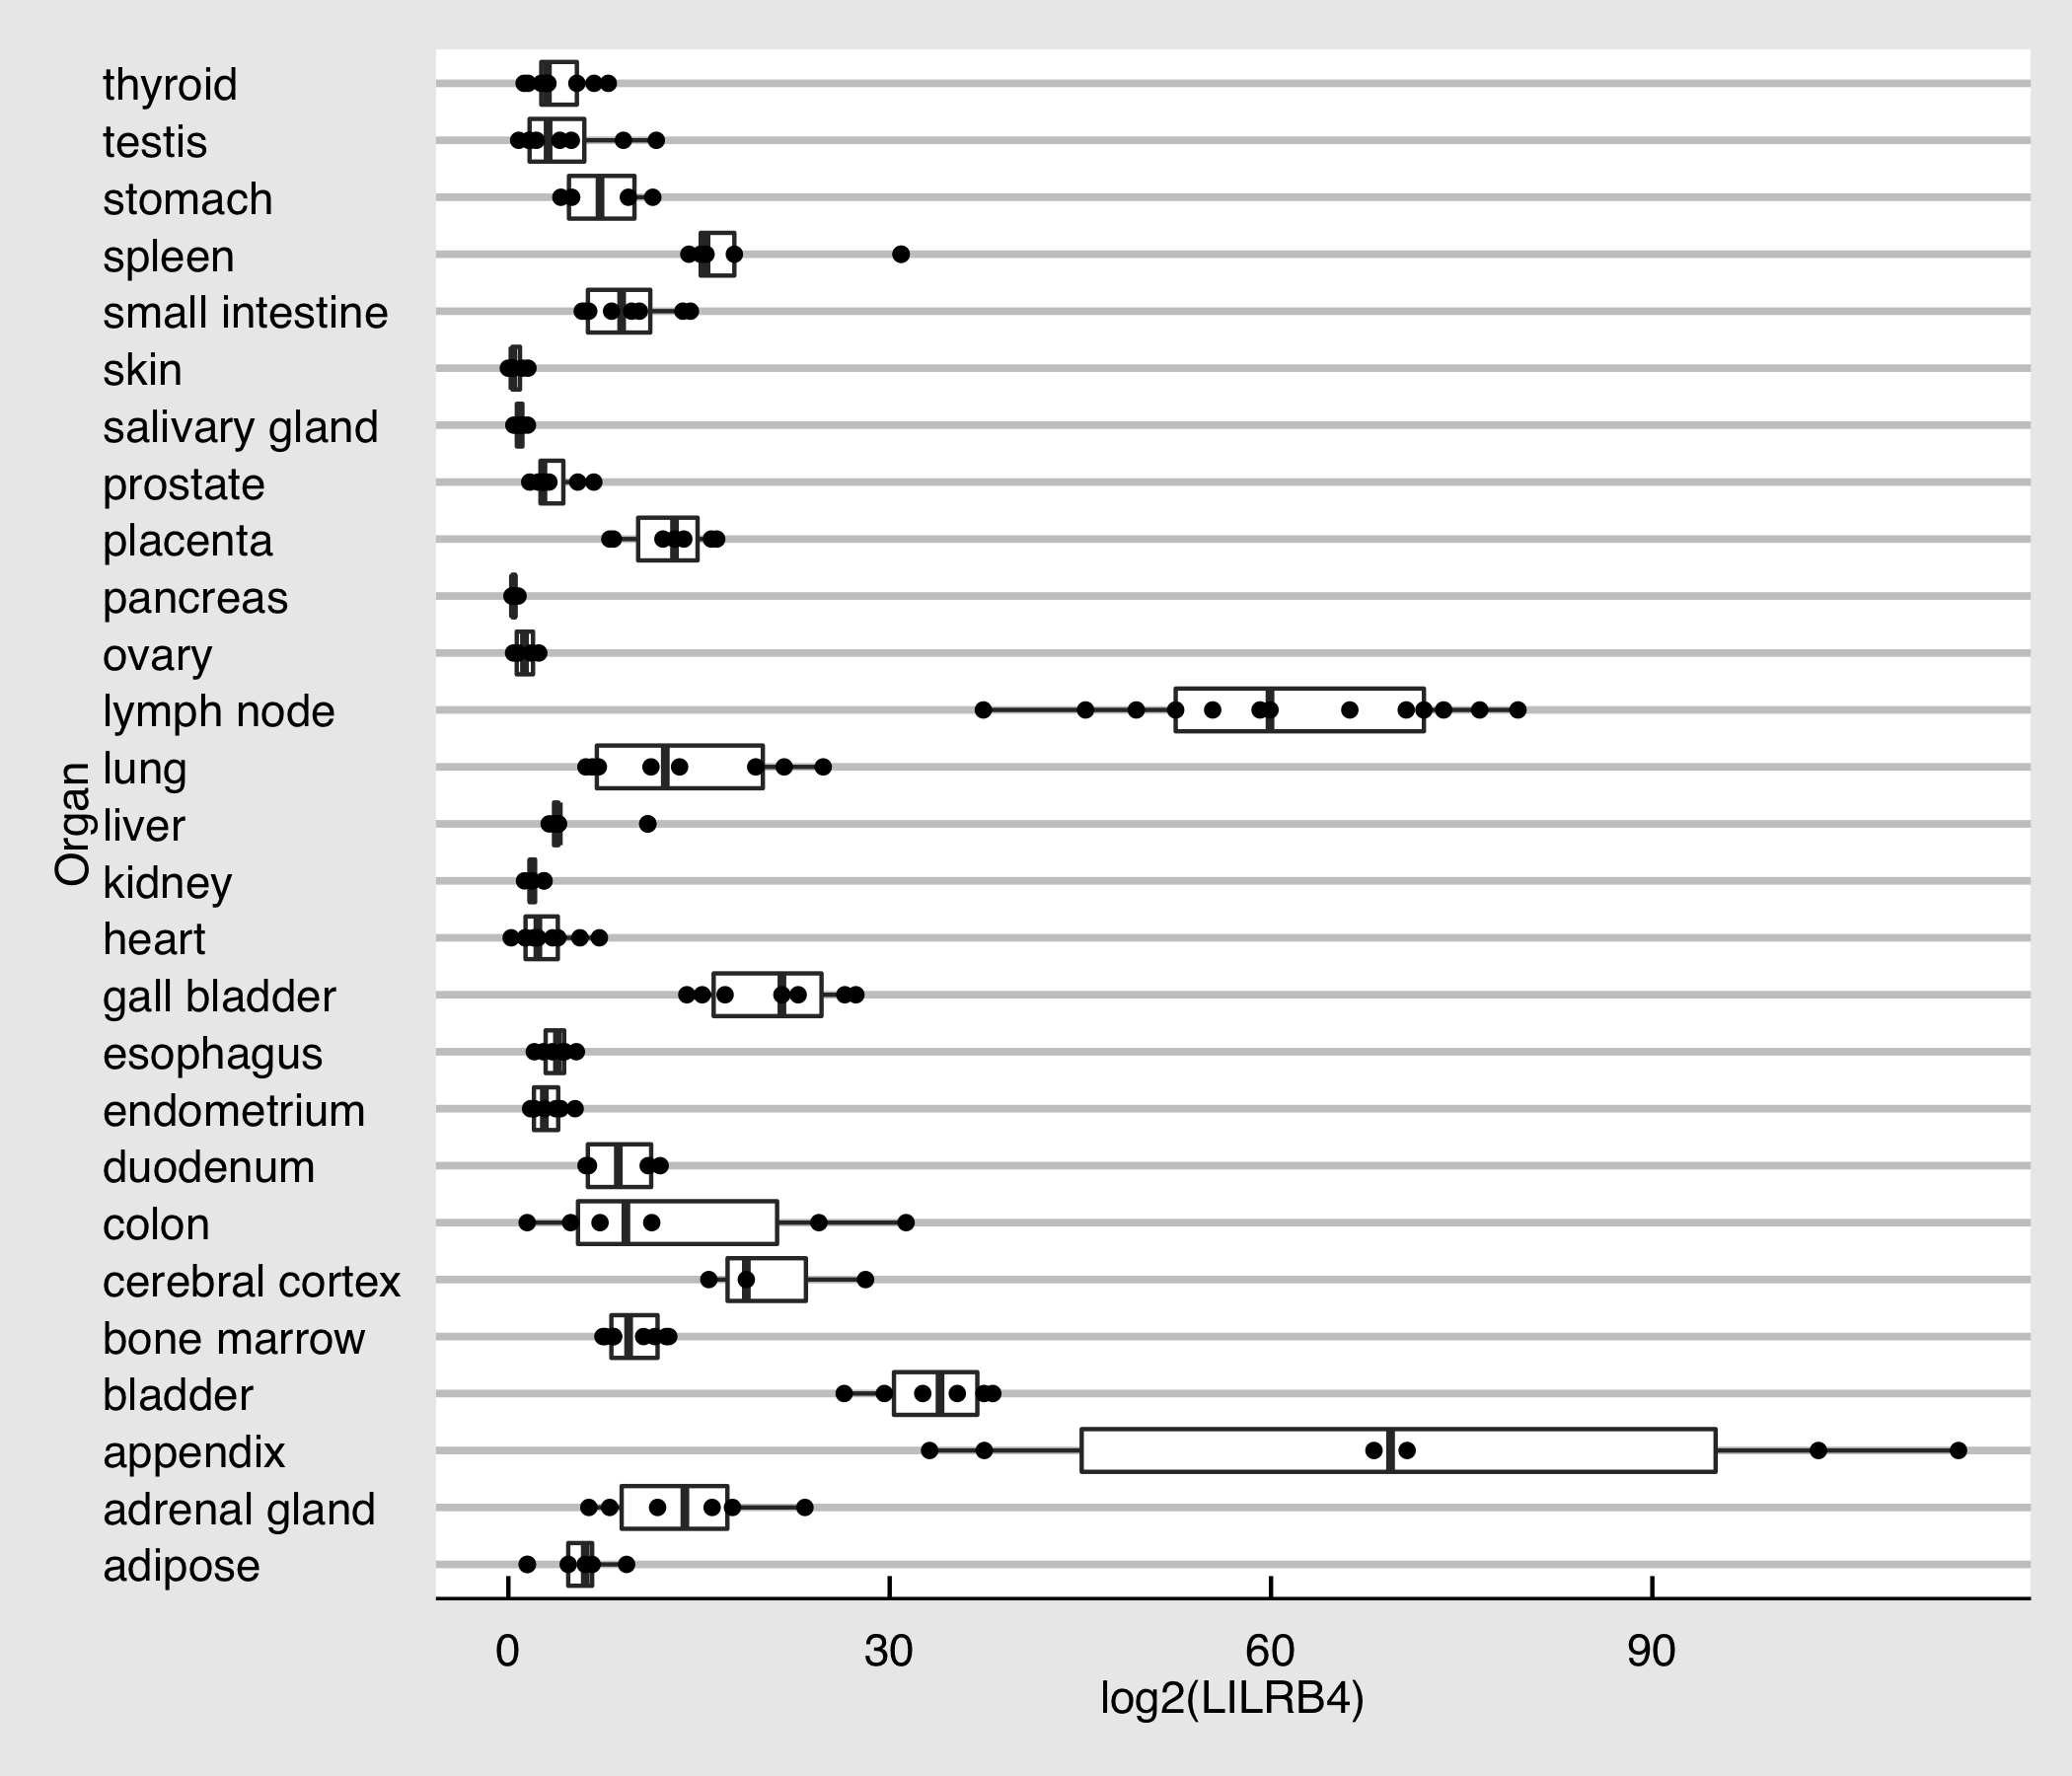 thyroid
testis
stomach
spleen
small intestine
skin
salivary gland
prostate
placenta
pancreas
ovary
lymph node
lung
liver
kidney
heart
gall bladder
esophagus
endometrium
duodenum
colon
cerebral cortex
bone marrow
bladder
appendix
adrenal gland
adipose
Organ
0 30 60 90
log2(LILRB4)